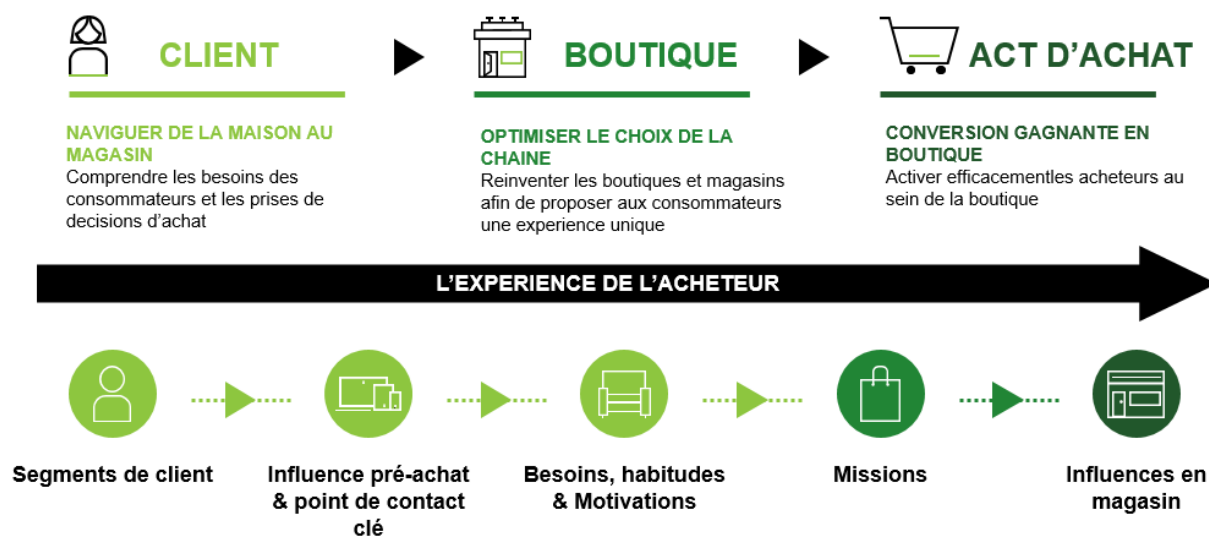 CLIENT
BOUTIQUE
ACT D'ACHAT
NAVIGUER DE LA MAISON AU
MAGASIN
Comprendre les besoins des
consommateurs et les prises de
decisions d'achat
OPTIMISER LE CHOIX DE LA
CHAINE
Reinventer les boutiques et magasins
afin de proposer aux consommateurs
une experience unique
CONVERSION GAGNANTE EN
BOUTIQUE
Activer efficacementles acheteurs au
sein de la boutique
L'EXPERIENCE DE L'ACHETEUR
Segments de client
Influence pré-achat
& point de contact
clé
Besoins, habitudes
& Motivations
Missions
Influences en
magasin